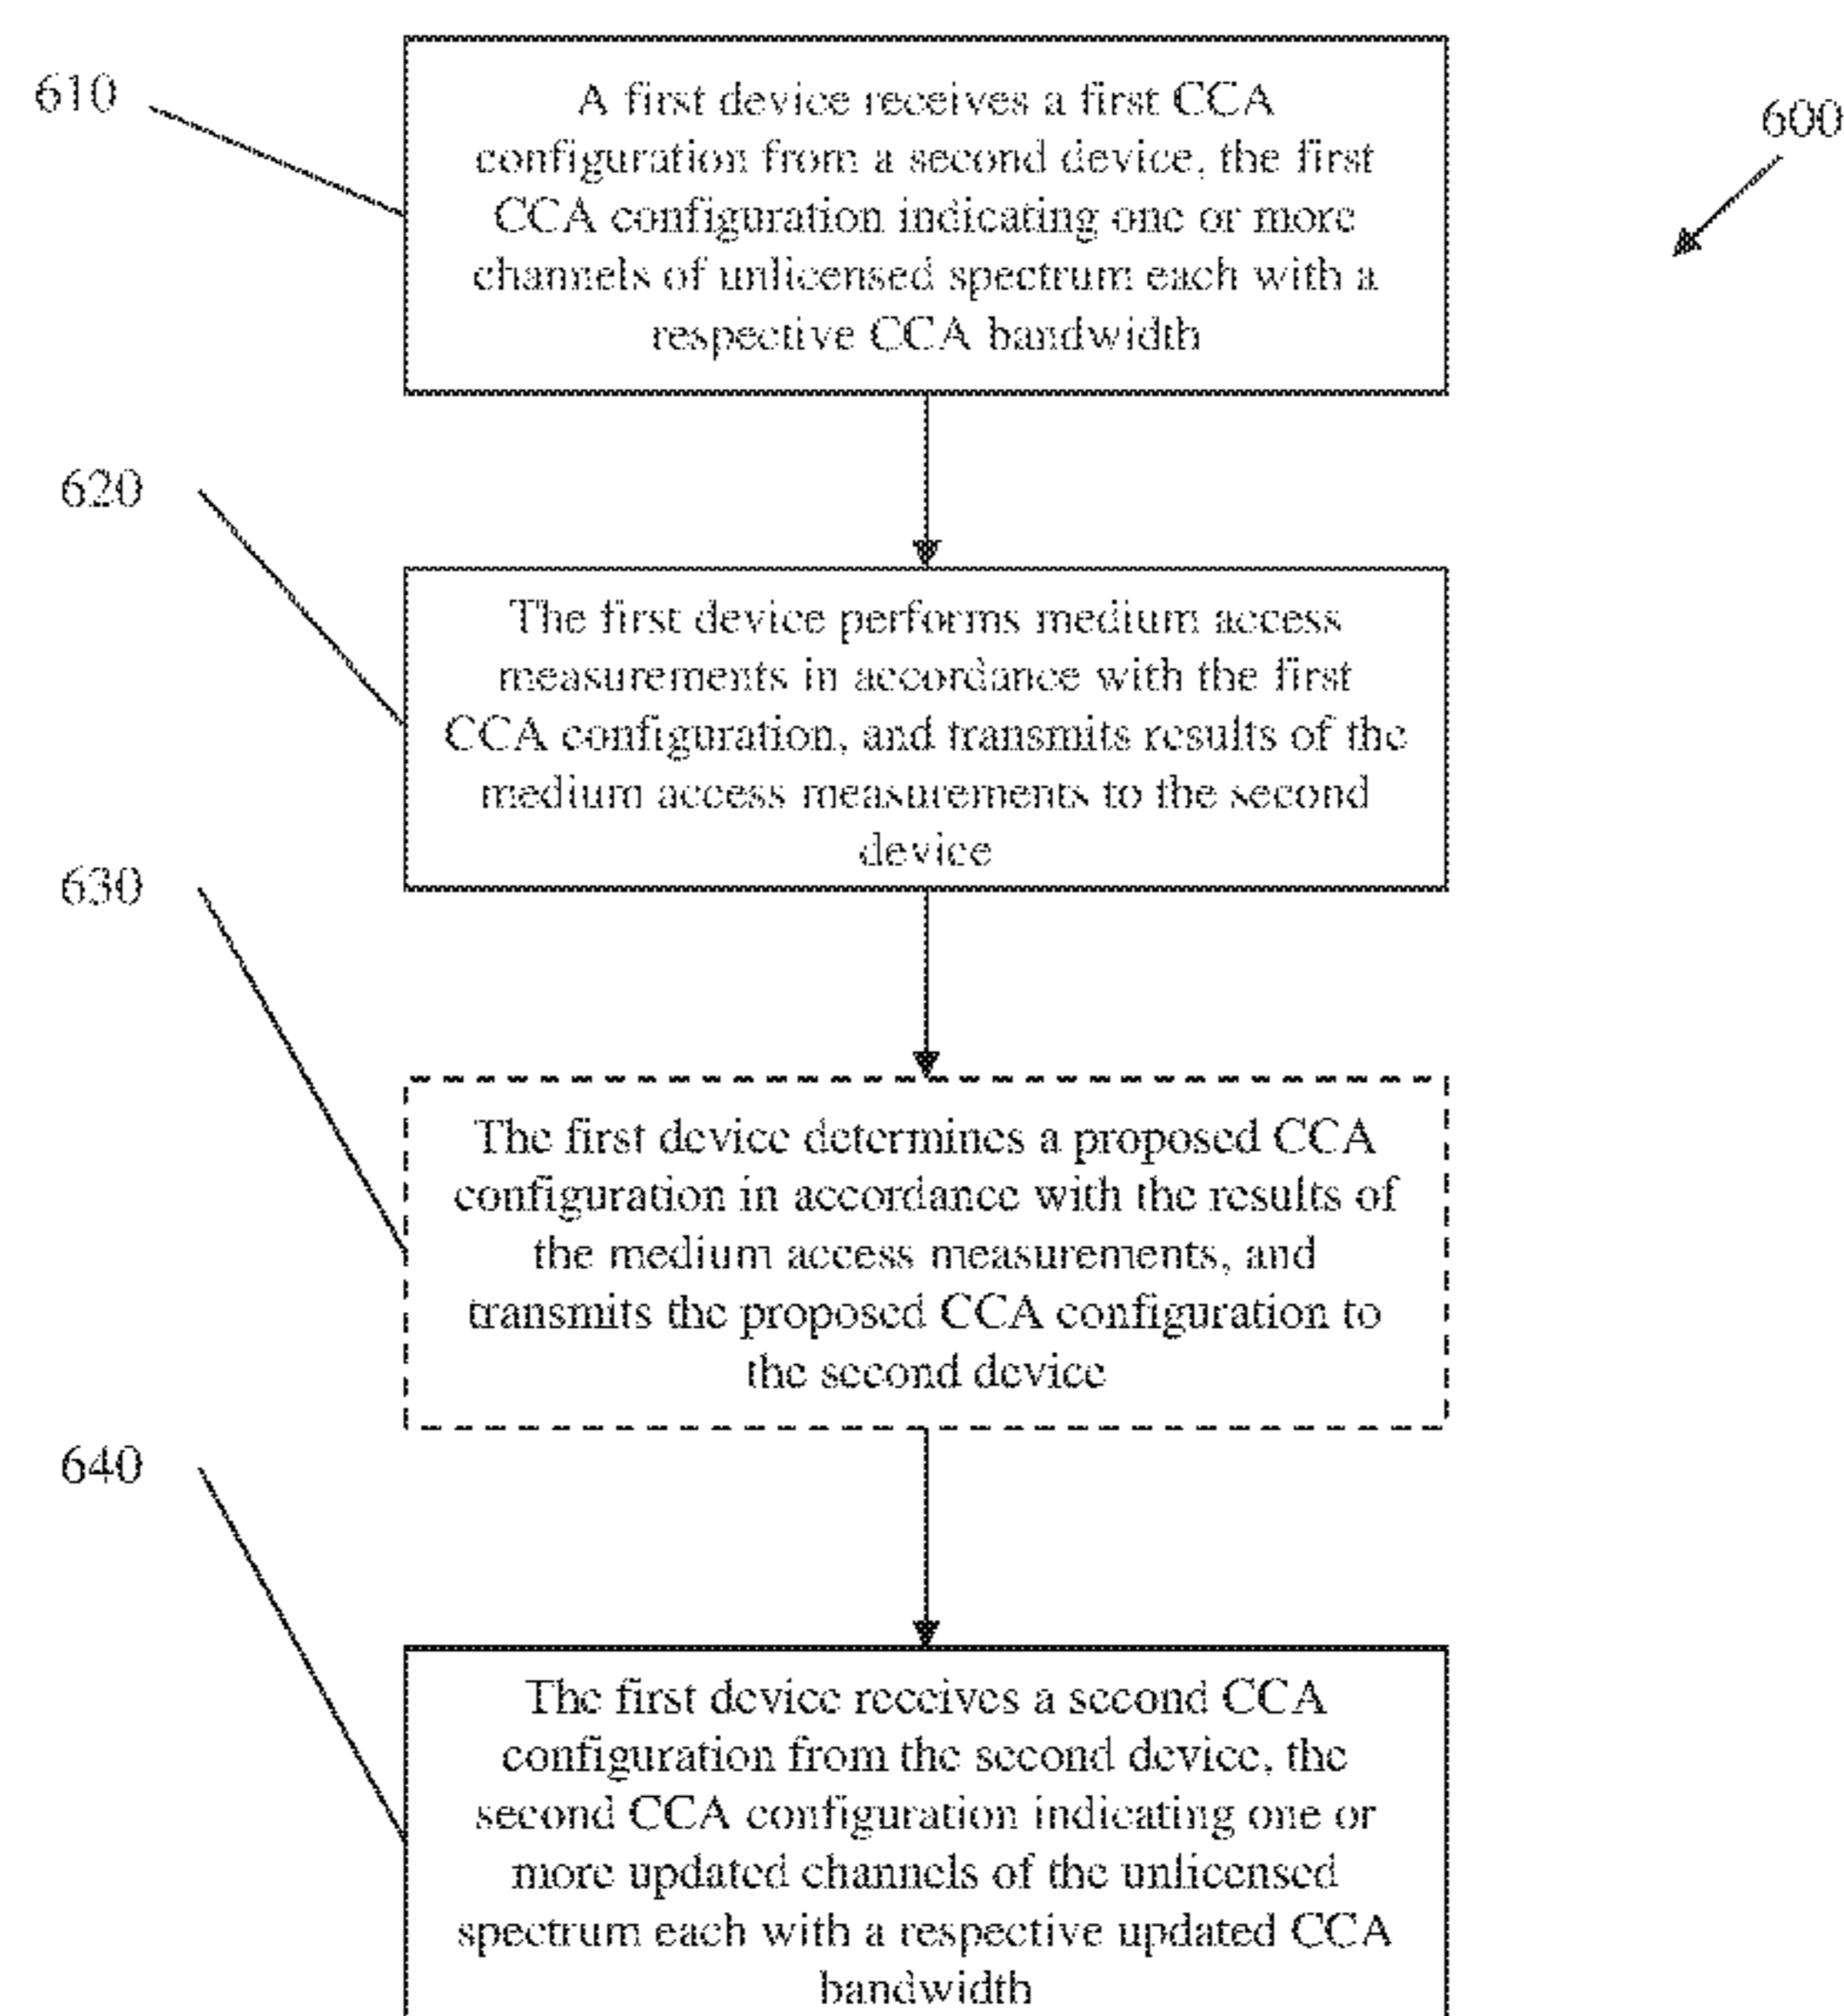 610
600
A first device receives a first CCA
configuration from a second device, the first
CCA configuration indicating one or more
channels of unlicensed spectrum each with a
respective CCA bandwidth
620
The first device performs medium access
measurements in accordance with the first
CCA configuration, and transmits results of the
medium access measurements to the second
device
630
The first device determines a proposed CCA
configuration in accordance with the results of
the medium access measurements, and
transmits the proposed CCA configuration to
the second device
640
The first device receives a second CCA
configuration from the second device, the
second CCA configuration indicating one or
more updated channels of the unlicensed
spectrum each with a respective updated CCA
bandwidth